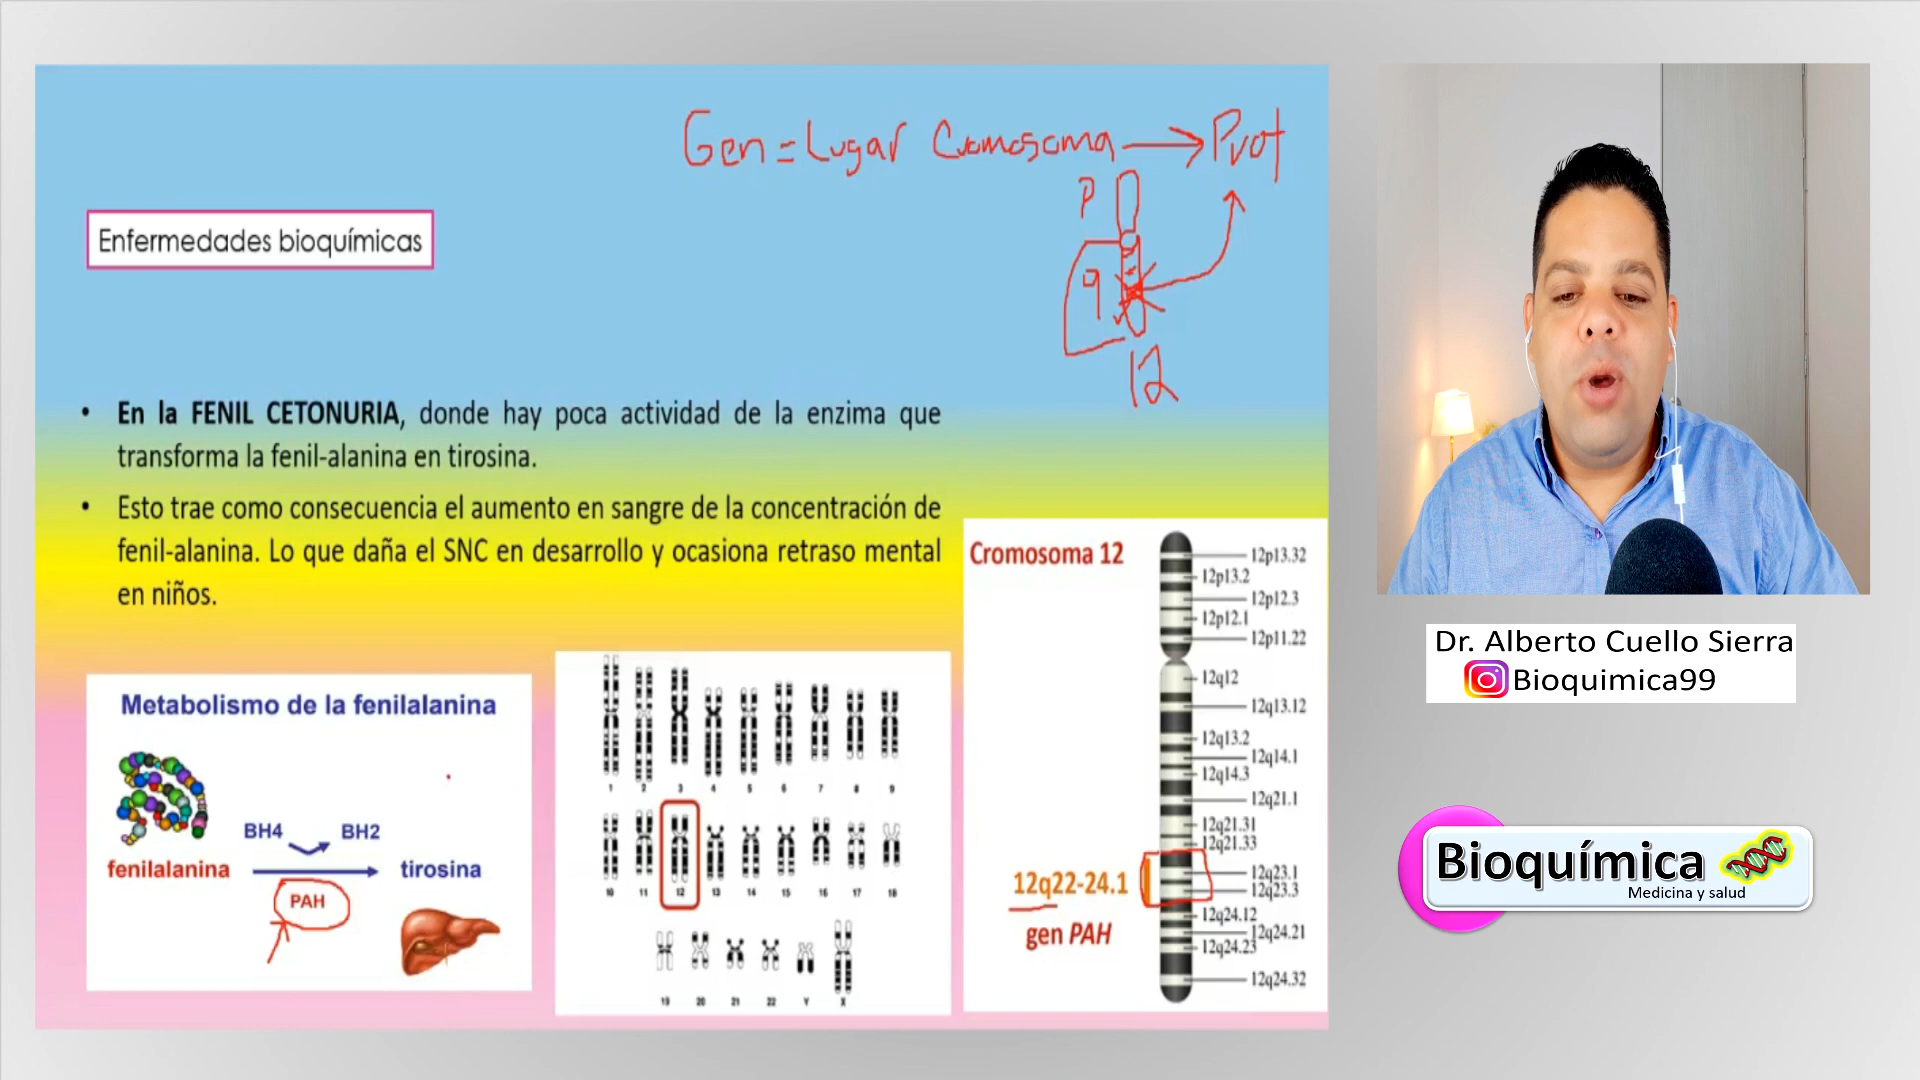 Gen = Lugar Cromosoma → Prot
P
q
12
Enfermedades bioquímicas
• En la FENIL CETONURIA, donde hay poca actividad de la enzima que
transforma la fenil-alanina en tirosina.
• Esto trae como consecuencia el aumento en sangre de la concentración de
fenil-alanina. Lo que daña el SNC en desarrollo y ocasiona retraso mental
en niños.
Metabolismo de la fenilalanina
BH4 BH2
fenilalanina tirosina
PAH
1 2 3 4 5 6 7 8 9
10 11 12 13 14 15 16 17 18
19 20 21 22 Y X
Cromosoma 12
12p13.32
12p13.2
12p12.3
12p12.1
12p11.22
12q12
12q13.12
12q13.2
12q14.1
12q14.3
12q21.1
12q21.31
12q21.33
12q23.1
12q23.3
12q24.12
12q24.21
12q24.23
12q24.32
12q22-24.1
gen PAH
Dr. Alberto Cuello Sierra
Bioquimica99
Bioquímica
Medicina y salud